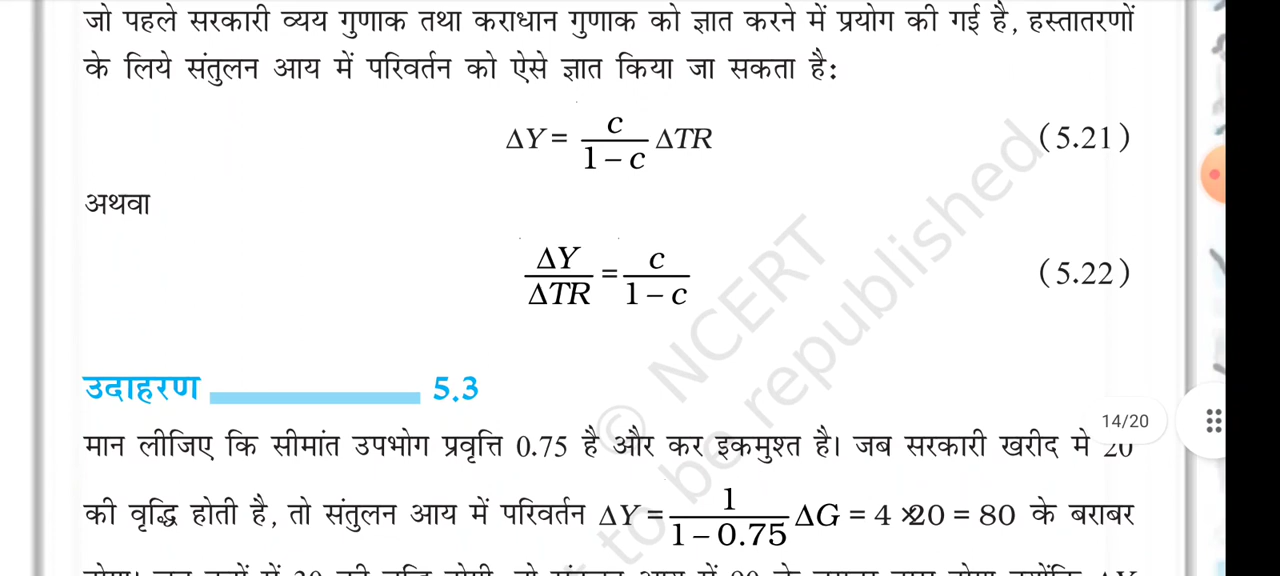 जो पहले सरकारी व्यय गुणाक तथा कराधान गुणाक को ज्ञात करने में प्रयोग की गई है, हस्तातरणों
के लिये संतुलन आय में परिवर्तन को ऐसे ज्ञात किया जा सकता है:
ΔY = c/(1 – c) ΔTR (5.21)
अथवा
ΔY/ΔTR = c/(1 – c) (5.22)
© NCERT
to be republished
उदाहरण 5.3
14/20
मान लीजिए कि सीमांत उपभोग प्रवृत्ति 0.75 है और कर इकमुश्त है। जब सरकारी खरीद मे 20
की वृद्धि होती है, तो संतुलन आय में परिवर्तन ΔY = 1/(1 – 0.75) ΔG = 4 × 20 = 80 के बराबर